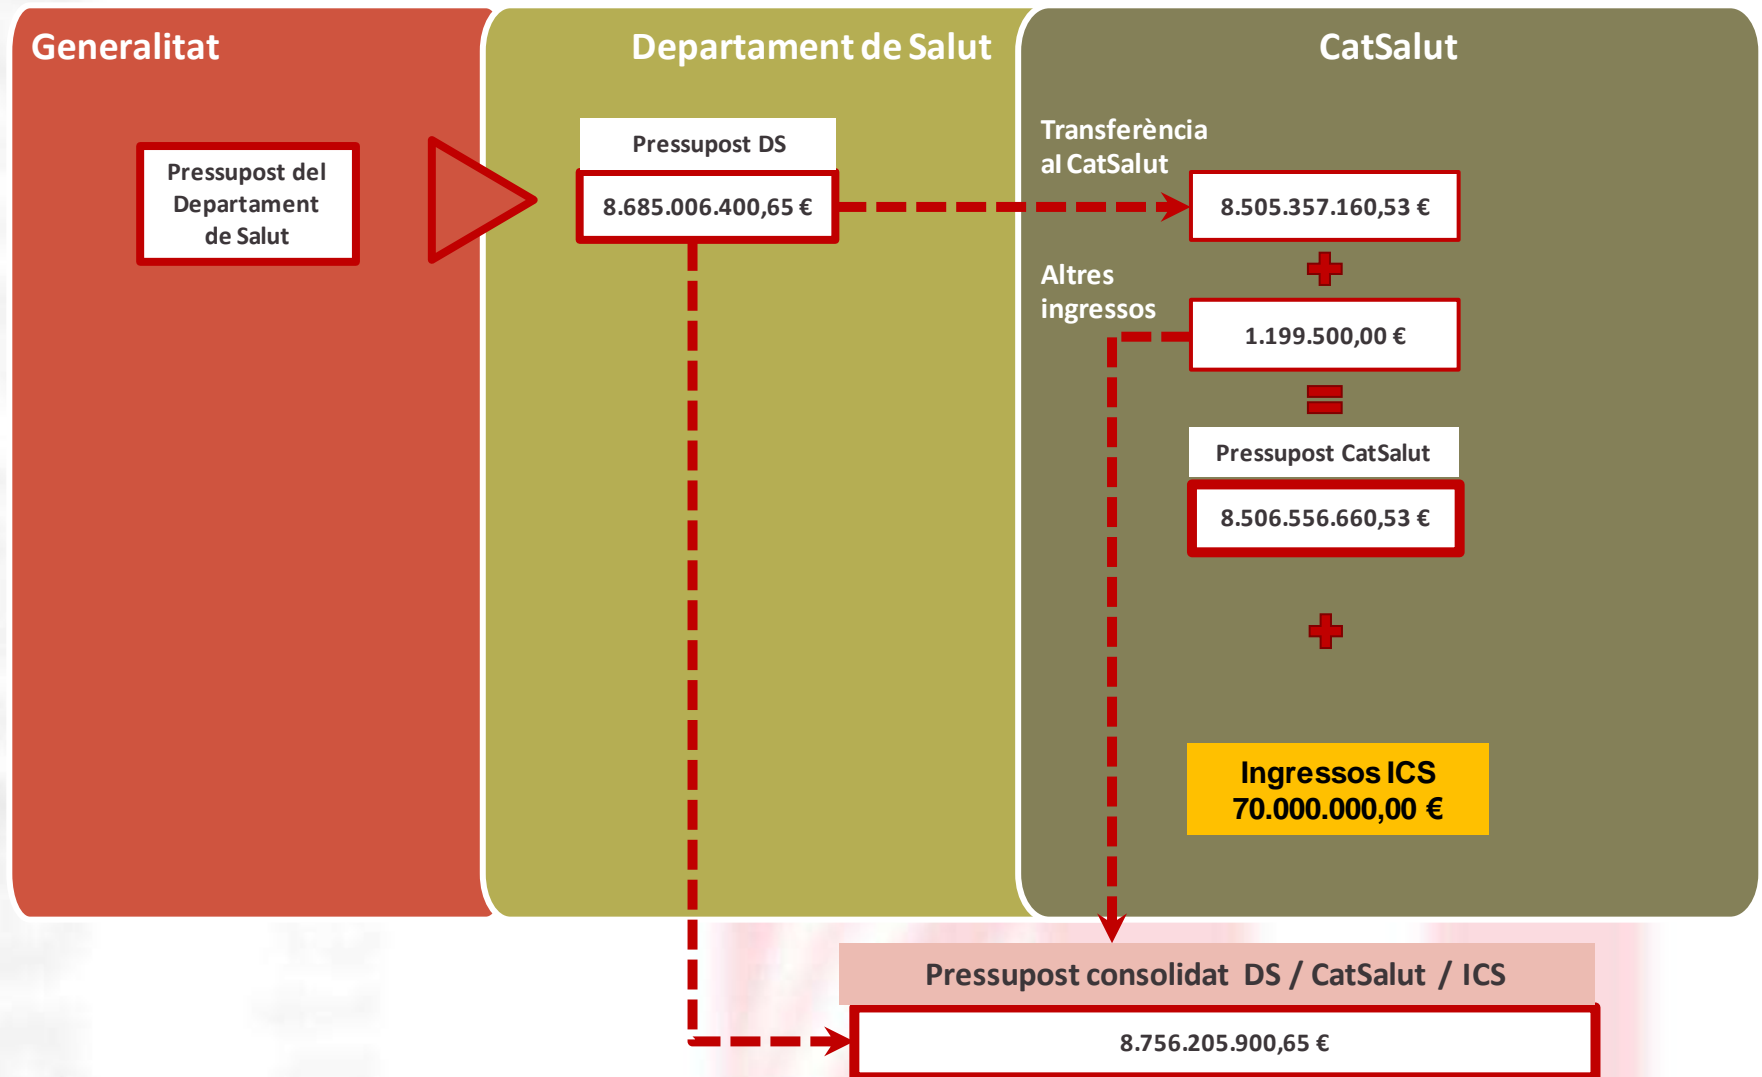 Generalitat
Departament de Salut
CatSalut
Pressupost del
Departament
de Salut
Pressupost DS
8.685.006.400,65 €
Transferència
al CatSalut
8.505.357.160,53 €
Altres
ingressos
1.199.500,00 €
Pressupost CatSalut
8.506.556.660,53 €
Ingressos ICS
70.000.000,00 €
Pressupost consolidat DS / CatSalut / ICS
8.756.205.900,65 €